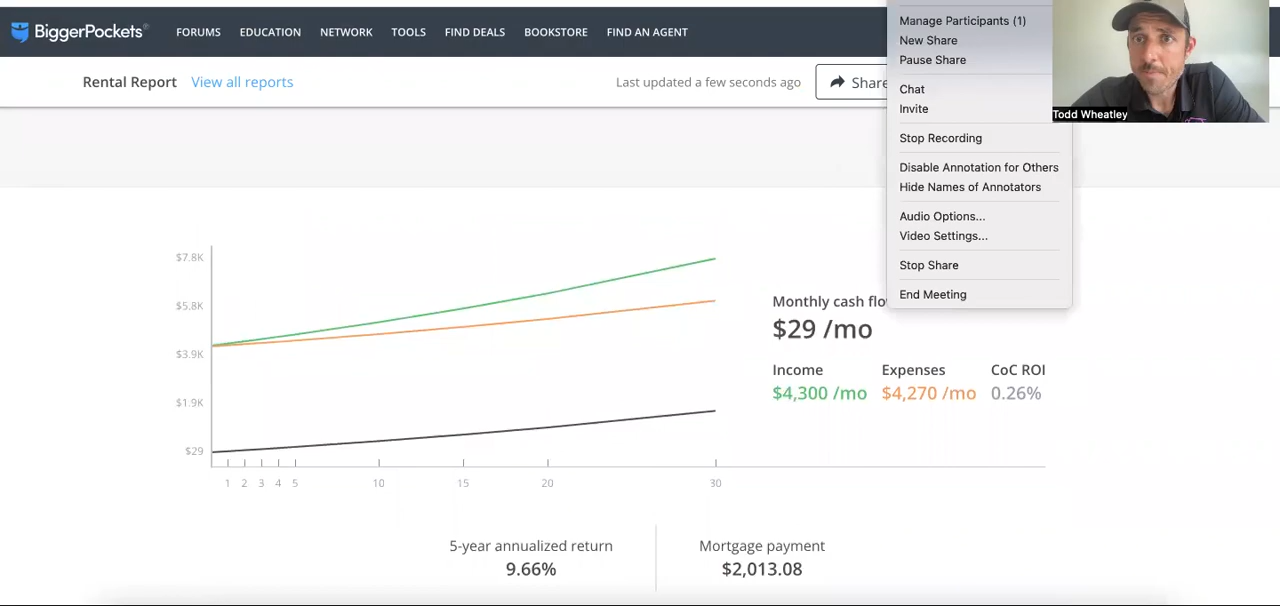 BiggerPockets®
FORUMS EDUCATION NETWORK TOOLS FIND DEALS BOOKSTORE FIND AN AGENT
Rental Report View all reports Last updated a few seconds ago Share
Manage Participants (1)
New Share
Pause Share
Chat
Invite
Stop Recording
Disable Annotation for Others
Hide Names of Annotators
Audio Options...
Video Settings...
Stop Share
End Meeting
Todd Wheatley
$7.8K
$5.8K
$3.9K
$1.9K
$29
1 2 3 4 5 10 15 20 30
Monthly cash flo
$29 /mo
Income Expenses CoC ROI
$4,300 /mo $4,270 /mo 0.26%
5-year annualized return Mortgage payment
9.66% $2,013.08